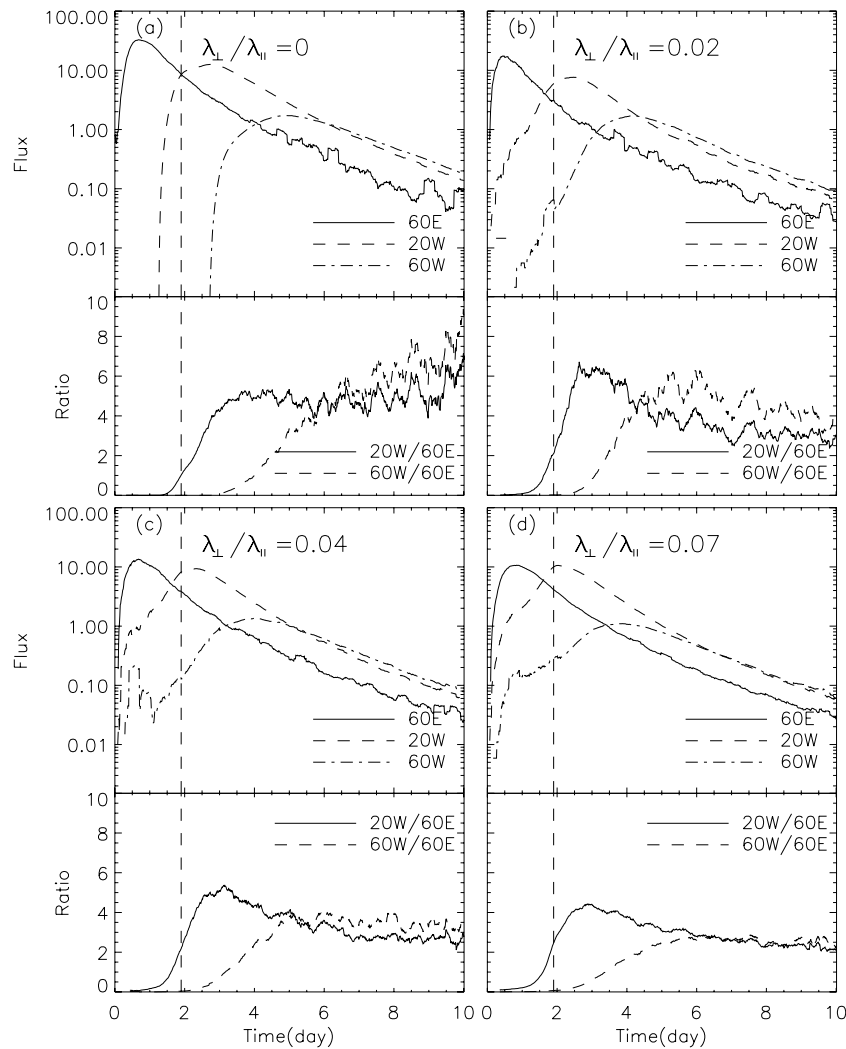 (a)
λ⊥/λ∥=0
100.00
10.00
1.00
0.10
0.01
Flux
60E
20W
60W
10
8
6
4
2
0
Ratio
20W/60E
60W/60E
(b)
λ⊥/λ∥=0.02
60E
20W
60W
20W/60E
60W/60E
(c)
λ⊥/λ∥=0.04
100.00
10.00
1.00
0.10
0.01
Flux
60E
20W
60W
10
8
6
4
2
0
Ratio
20W/60E
60W/60E
0 2 4 6 8 10
Time(day)
(d)
λ⊥/λ∥=0.07
60E
20W
60W
20W/60E
60W/60E
0 2 4 6 8 10
Time(day)